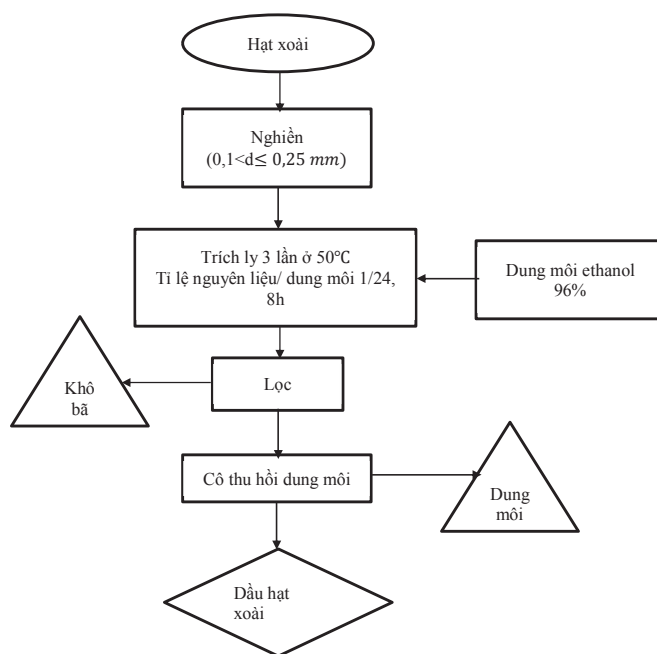 Hạt xoài
Nghiền
(0,1<d≤ 0,25 mm)
Trích ly 3 lần ở 50℃
Tỉ lệ nguyên liệu/ dung môi 1/24,
8h
Dung môi ethanol
96%
Khô
bã
Lọc
Cô thu hồi dung môi
Dung
môi
Dầu hạt
xoài